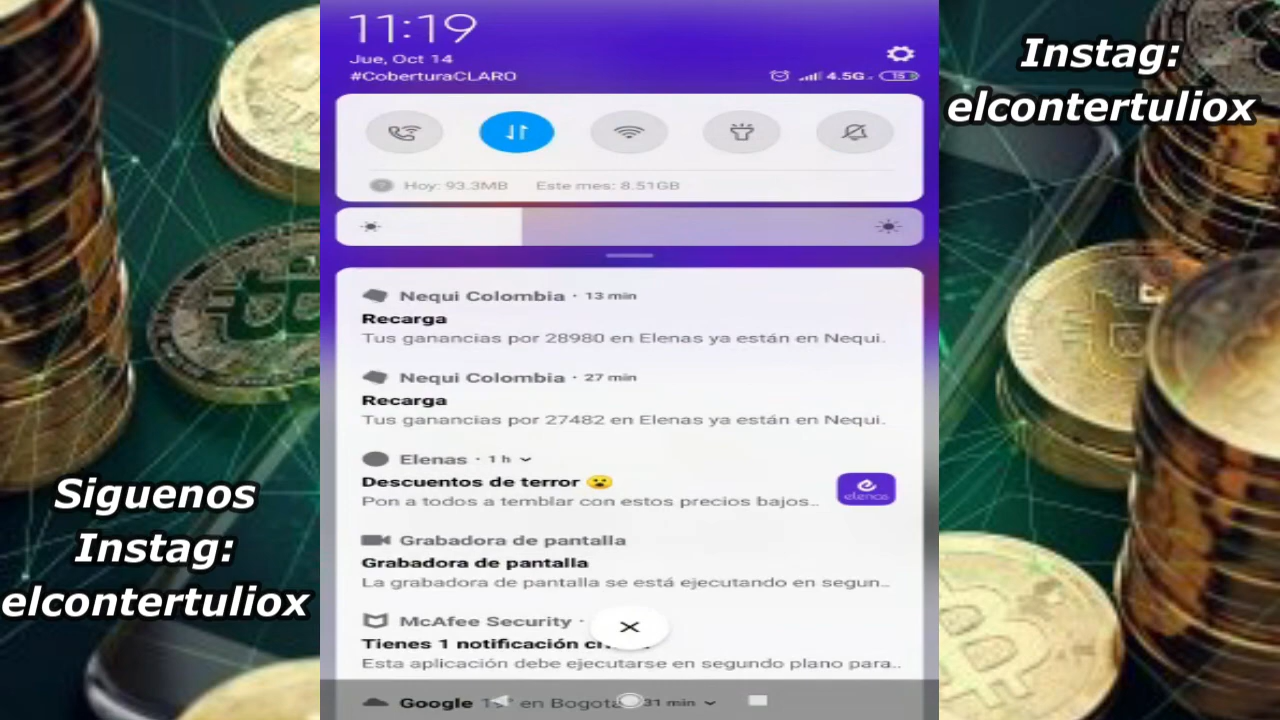 11:19
Jue, Oct 14
#CoberturaCLARO
4.5G
15
Hoy: 93.3MB Este mes: 8.51GB
Nequi Colombia · 13 min
Recarga
Tus ganancias por 28980 en Elenas ya están en Nequi.
Nequi Colombia · 27 min
Recarga
Tus ganancias por 27482 en Elenas ya están en Nequi.
Elenas · 1 h
Descuentos de terror 😮
Pon a todos a temblar con estos precios bajos..
elenas
Grabadora de pantalla
Grabadora de pantalla
La grabadora de pantalla se está ejecutando en segun..
McAfee Security ·
Tienes 1 notificación
Esta aplicación debe ejecutarse en segundo plano para..
Google en Bogotá 31 min
Siguenos
Instag:
elcontertuliox
Instag:
elcontertuliox